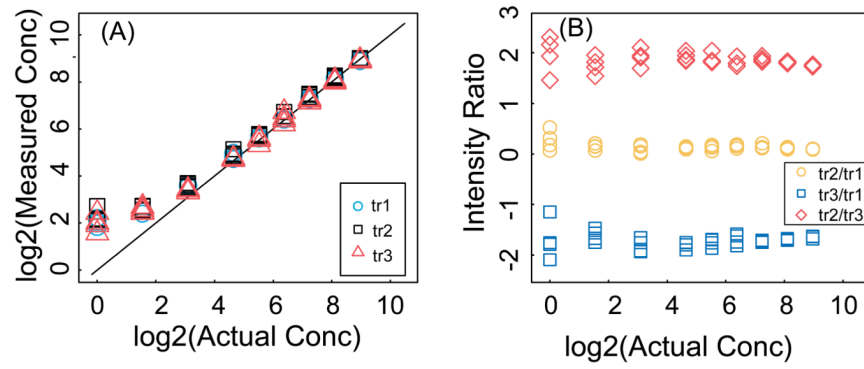 (A)
log2(Measured Conc)
10
8
6
4
2
0
tr1
tr2
tr3
0 2 4 6 8 10
log2(Actual Conc)
(B)
Intensity Ratio
2
1
0
-1
-2
tr2/tr1
tr3/tr1
tr2/tr3
0 2 4 6 8 10
log2(Actual Conc)